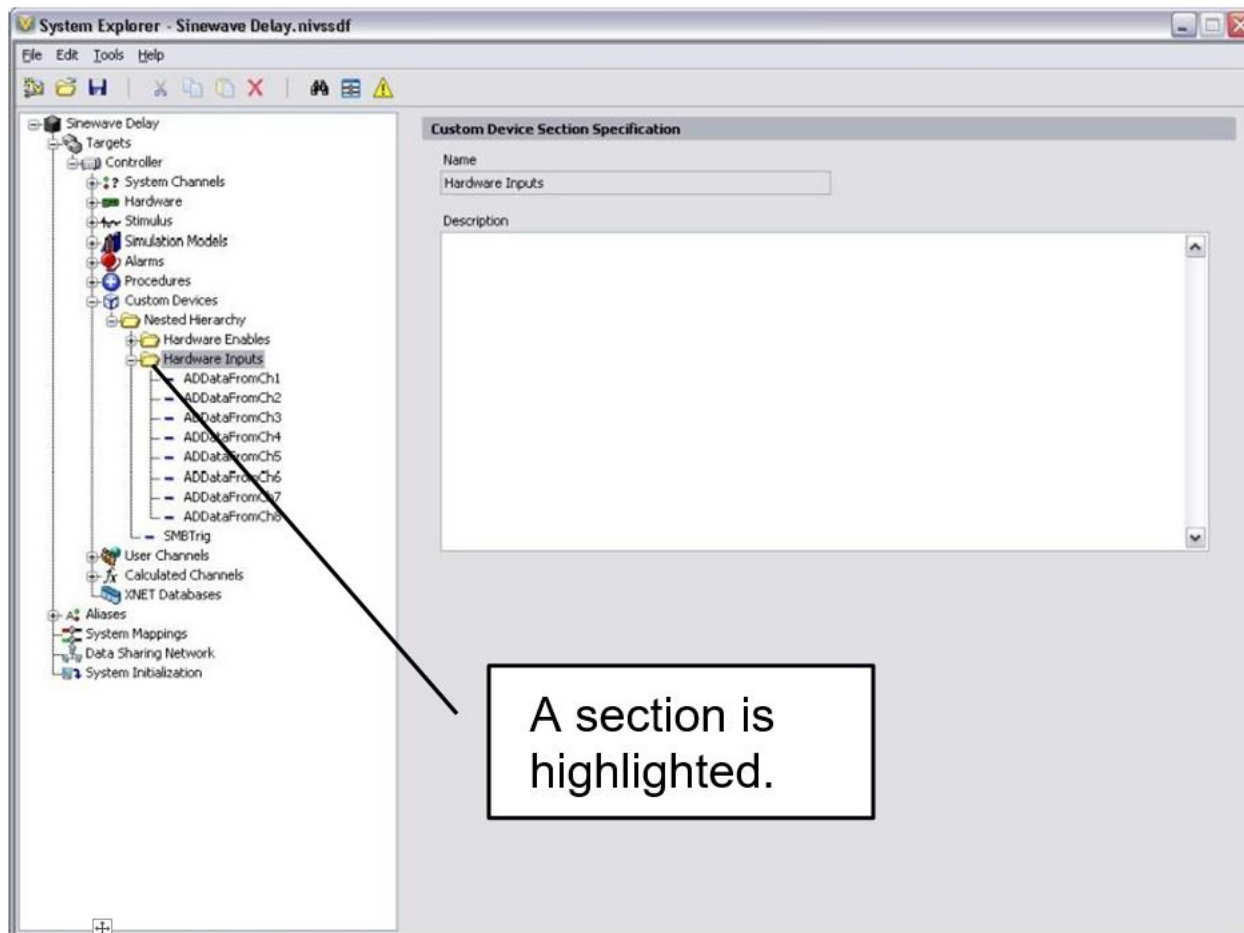 System Explorer - Sinewave Delay.nivssdf
File Edit Tools Help
Sinewave Delay
Targets
Controller
System Channels
Hardware
Stimulus
Simulation Models
Alarms
Procedures
Custom Devices
Nested Hierarchy
Hardware Enables
Hardware Inputs
ADDataFromCh1
ADDataFromCh2
ADDataFromCh3
ADDataFromCh4
ADDataFromCh5
ADDataFromCh6
ADDataFromCh7
ADDataFromCh8
SMBTrig
User Channels
Calculated Channels
XNET Databases
Aliases
System Mappings
Data Sharing Network
System Initialization
Custom Device Section Specification
Name
Hardware Inputs
Description
A section is
highlighted.